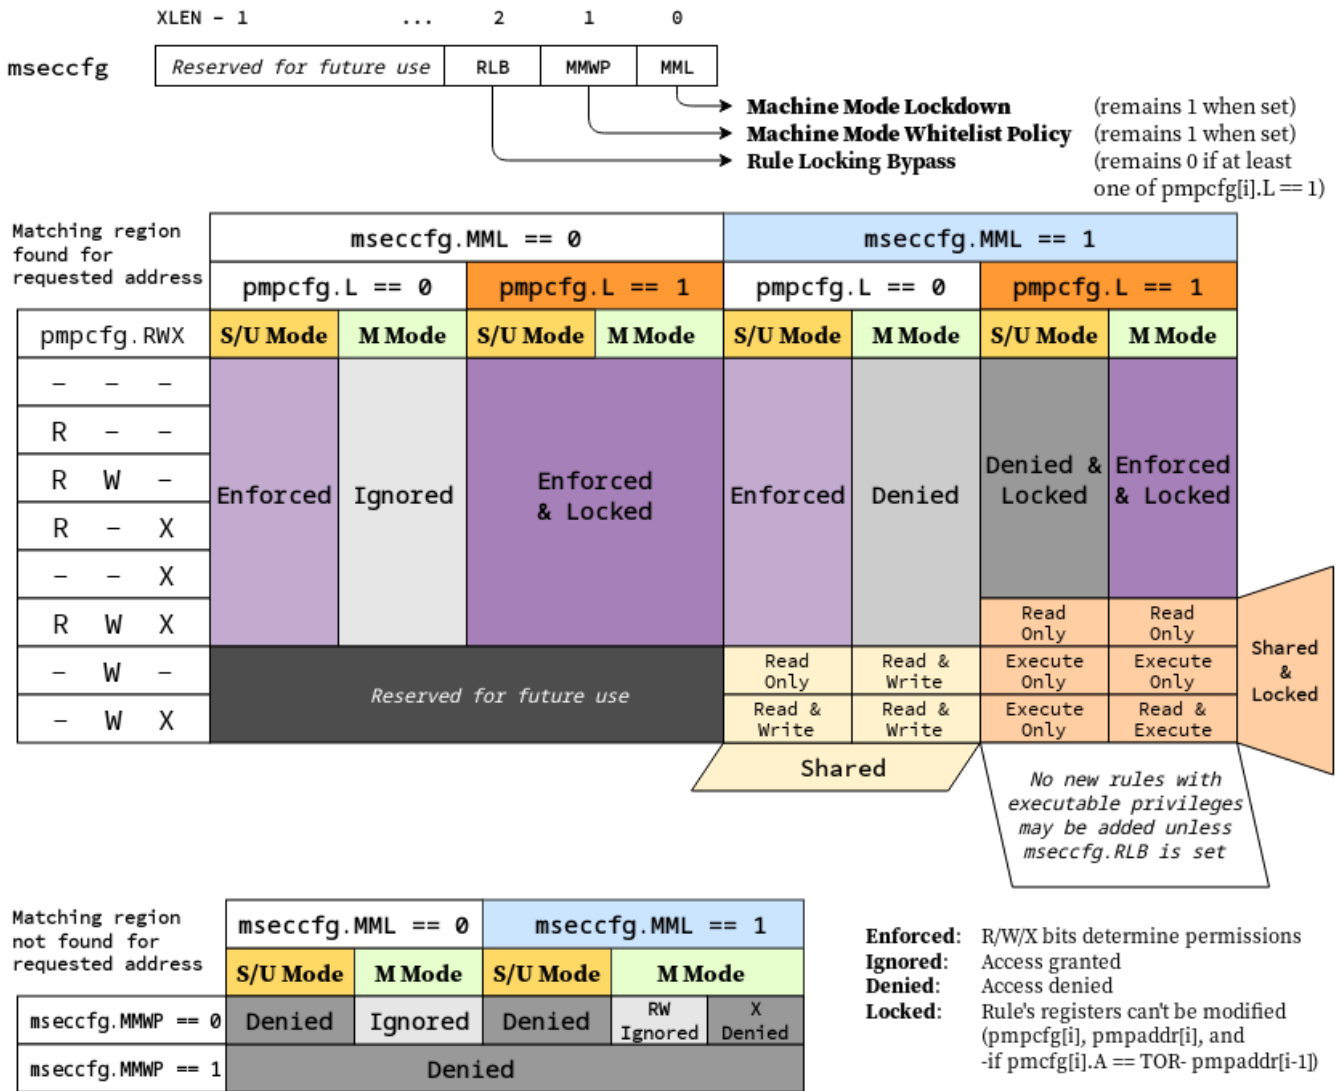 XLEN - 1 ... 2 1 0
mseccfg Reserved for future use RLB MMWP MML
Machine Mode Lockdown (remains 1 when set)
Machine Mode Whitelist Policy (remains 1 when set)
Rule Locking Bypass (remains 0 if at least
one of pmpcfg[i].L == 1)
Matching region
found for
requested address
mseccfg.MML == 0 mseccfg.MML == 1
pmpcfg.L == 0 pmpcfg.L == 1 pmpcfg.L == 0 pmpcfg.L == 1
pmpcfg.RWX S/U Mode M Mode S/U Mode M Mode S/U Mode M Mode S/U Mode M Mode
- - -
R - -
R W -
R - X
- - X
R W X
- W -
- W X
Enforced
Ignored
Enforced
& Locked
Enforced
Denied
Denied &
Locked
Enforced
& Locked
Read
Only
Read
Only
Reserved for future use
Read
Only
Read &
Write
Execute
Only
Execute
Only
Read &
Write
Read &
Write
Execute
Only
Read &
Execute
Shared
&
Locked
Shared
No new rules with
executable privileges
may be added unless
mseccfg.RLB is set
Matching region
not found for
requested address
mseccfg.MML == 0 mseccfg.MML == 1
S/U Mode M Mode S/U Mode M Mode
mseccfg.MMWP == 0 Denied Ignored Denied
RW
Ignored
X
Denied
mseccfg.MMWP == 1 Denied
Enforced: R/W/X bits determine permissions
Ignored: Access granted
Denied: Access denied
Locked: Rule's registers can't be modified
(pmpcfg[i], pmpaddr[i], and
-if pmcfg[i].A == TOR- pmpaddr[i-1])